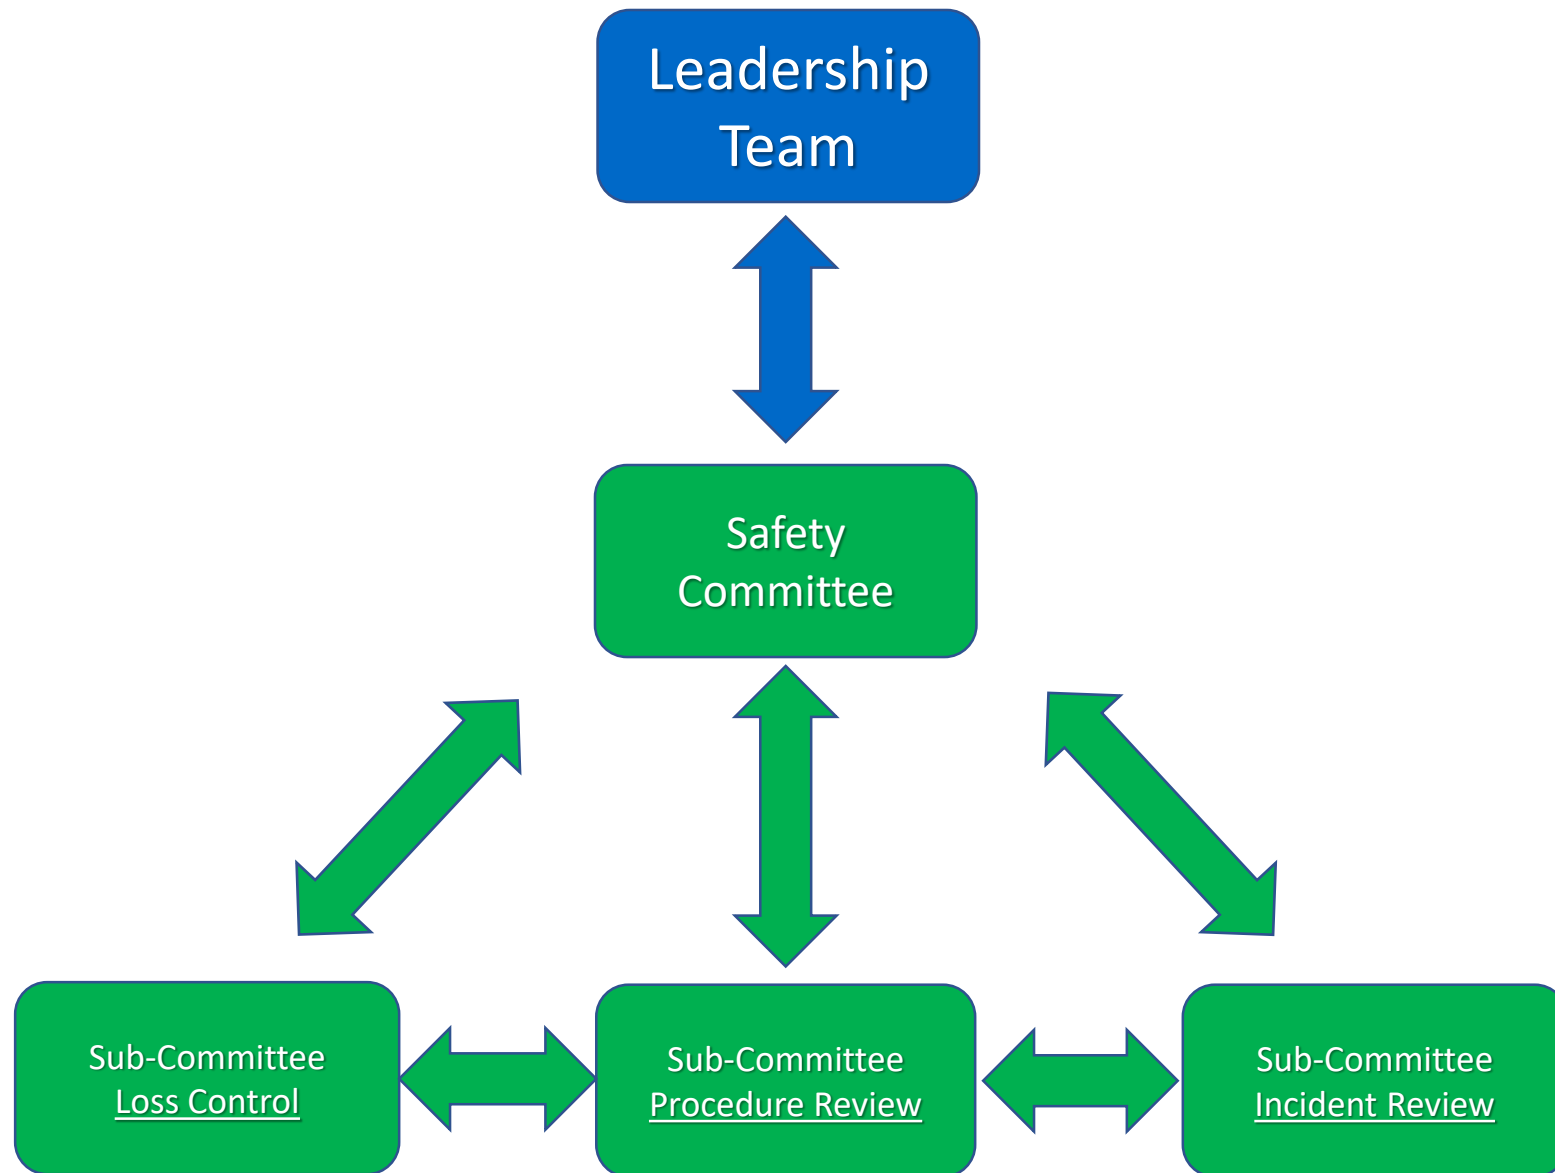 Leadership
Team
Safety
Committee
Sub-Committee
Loss Control
Sub-Committee
Procedure Review
Sub-Committee
Incident Review